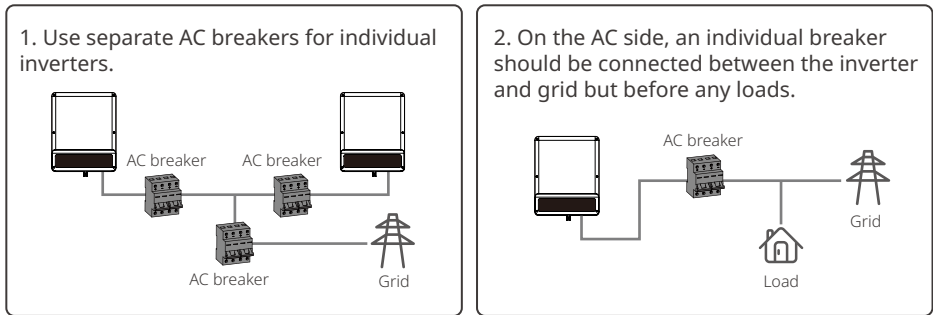 1. Use separate AC breakers for individual
inverters.
AC breaker
AC breaker
AC breaker
Grid
2. On the AC side, an individual breaker
should be connected between the inverter
and grid but before any loads.
AC breaker
Grid
Load